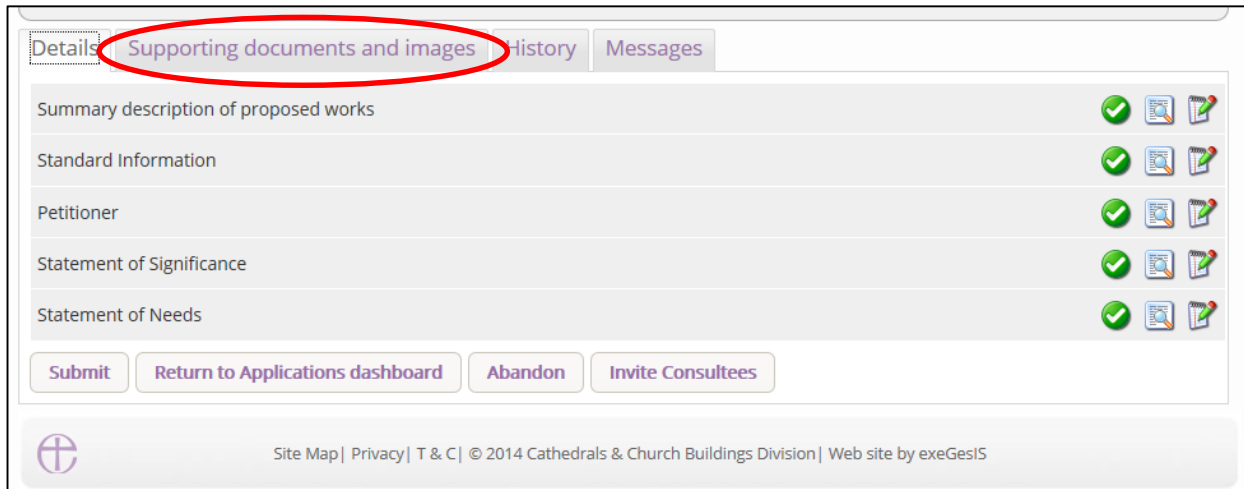 Details Supporting documents and images History Messages
Summary description of proposed works
Standard Information
Petitioner
Statement of Significance
Statement of Needs
Submit Return to Applications dashboard Abandon Invite Consultees
Site Map| Privacy| T & C| © 2014 Cathedrals & Church Buildings Division| Web site by exeGesIS